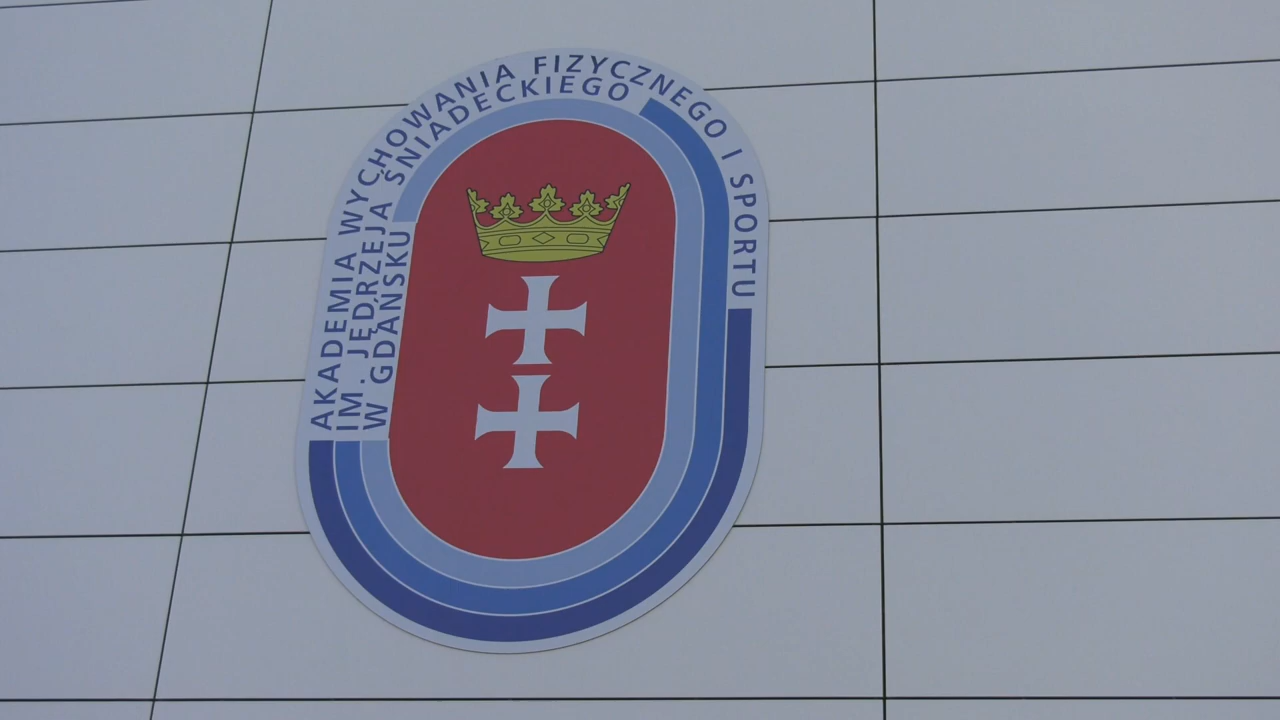 AKADEMIA WYCHOWANIA FIZYCZNEGO I SPORTU
IM. JĘDRZEJA ŚNIADECKIEGO
W GDAŃSKU